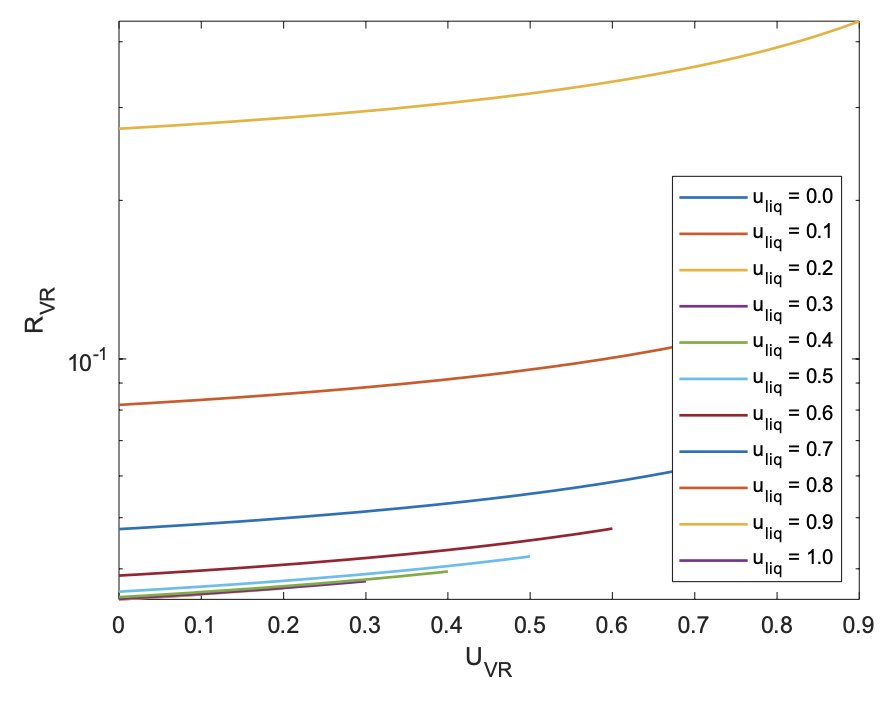 R_VR
10^-1
u_liq = 0.0
u_liq = 0.1
u_liq = 0.2
u_liq = 0.3
u_liq = 0.4
u_liq = 0.5
u_liq = 0.6
u_liq = 0.7
u_liq = 0.8
u_liq = 0.9
u_liq = 1.0
0 0.1 0.2 0.3 0.4 0.5 0.6 0.7 0.8 0.9
U_VR